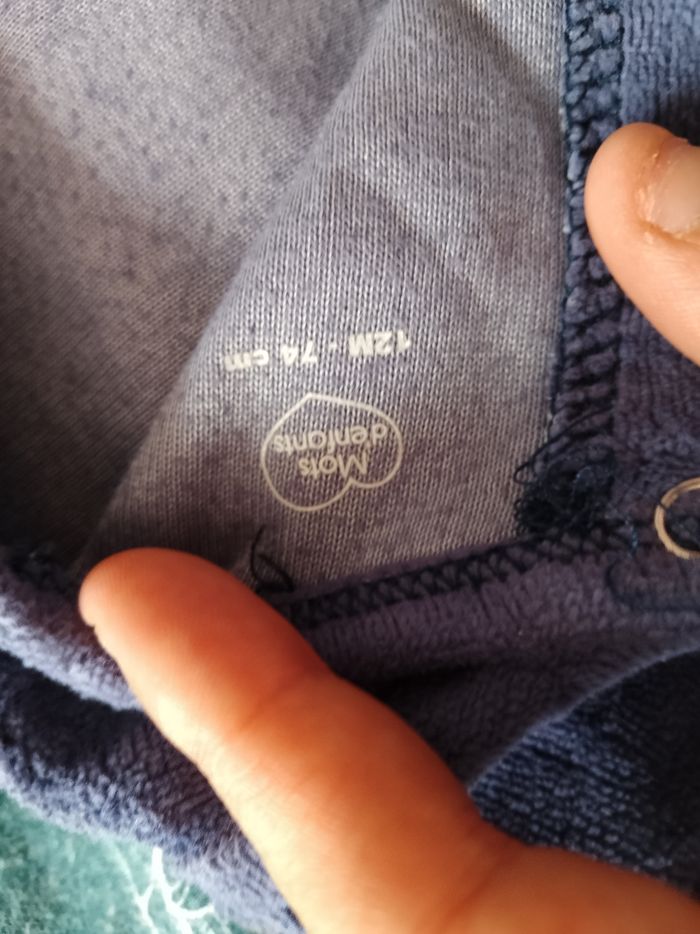 Mots
d'enfants
12M - 74 cm